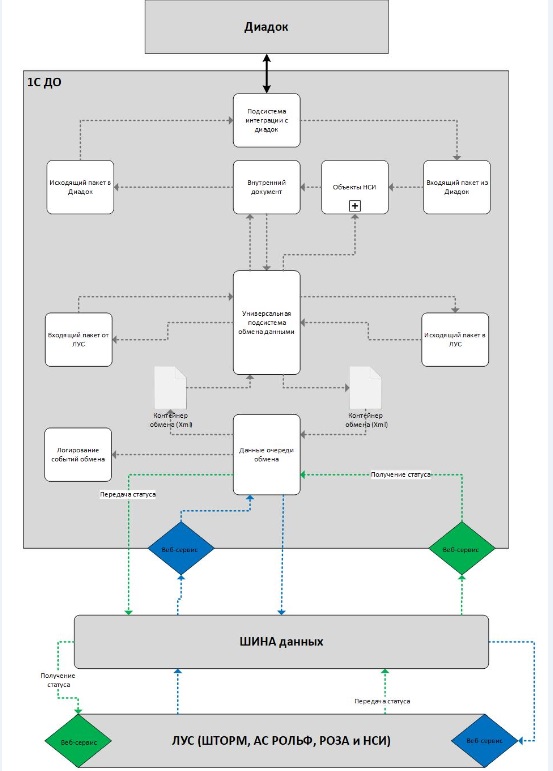 Диадок
1С ДО
Подсистема
интеграции с
диадок
Исходящий пакет в
Диадок
Внутренний
документ
Объекты НСИ
Входящий пакет из
Диадок
Универсальная
подсистема
обмена данными
Входящий пакет от
ЛУС
Исходящий пакет в
ЛУС
Контейнер
обмена (Xml)
Контейнер
обмена (Xml)
Логирование
событий обмена
Данные очереди
обмена
Получение статуса
Передача статуса
Веб-сервис
Веб-сервис
ШИНА данных
Получение
статуса
Передача статуса
Веб-сервис
ЛУС (ШТОРМ, АС РОЛЬФ, РОЗА и НСИ)
Веб-сервис